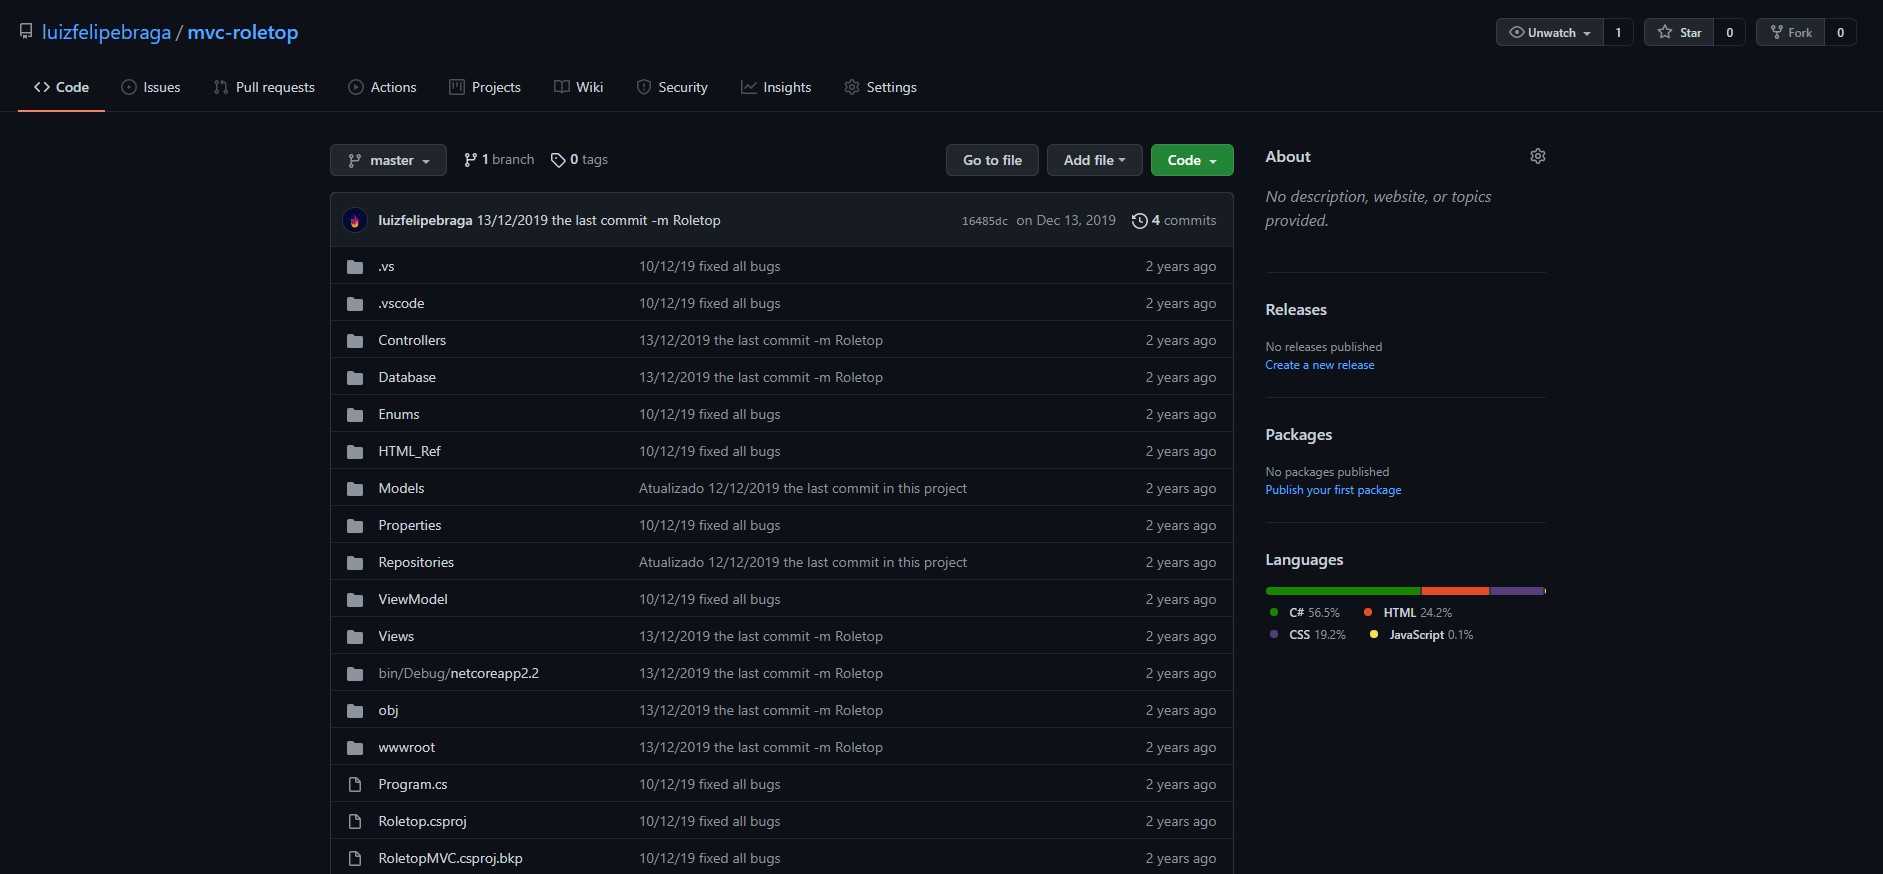 luizfelipebraga / mvc-roletop
Unwatch 1 Star 0 Fork 0
Code Issues Pull requests Actions Projects Wiki Security Insights Settings
master 1 branch 0 tags Go to file Add file Code
luizfelipebraga 13/12/2019 the last commit -m Roletop 16485dc on Dec 13, 2019 4 commits
.vs 10/12/19 fixed all bugs 2 years ago
.vscode 10/12/19 fixed all bugs 2 years ago
Controllers 13/12/2019 the last commit -m Roletop 2 years ago
Database 13/12/2019 the last commit -m Roletop 2 years ago
Enums 10/12/19 fixed all bugs 2 years ago
HTML_Ref 10/12/19 fixed all bugs 2 years ago
Models Atualizado 12/12/2019 the last commit in this project 2 years ago
Properties 10/12/19 fixed all bugs 2 years ago
Repositories Atualizado 12/12/2019 the last commit in this project 2 years ago
ViewModel 10/12/19 fixed all bugs 2 years ago
Views 13/12/2019 the last commit -m Roletop 2 years ago
bin/Debug/netcoreapp2.2 13/12/2019 the last commit -m Roletop 2 years ago
obj 13/12/2019 the last commit -m Roletop 2 years ago
wwwroot 13/12/2019 the last commit -m Roletop 2 years ago
Program.cs 10/12/19 fixed all bugs 2 years ago
Roletop.csproj 10/12/19 fixed all bugs 2 years ago
RoletopMVC.csproj.bkp 10/12/19 fixed all bugs 2 years ago
About
No description, website, or topics
provided.
Releases
No releases published
Create a new release
Packages
No packages published
Publish your first package
Languages
C# 56.5% HTML 24.2%
CSS 19.2% JavaScript 0.1%